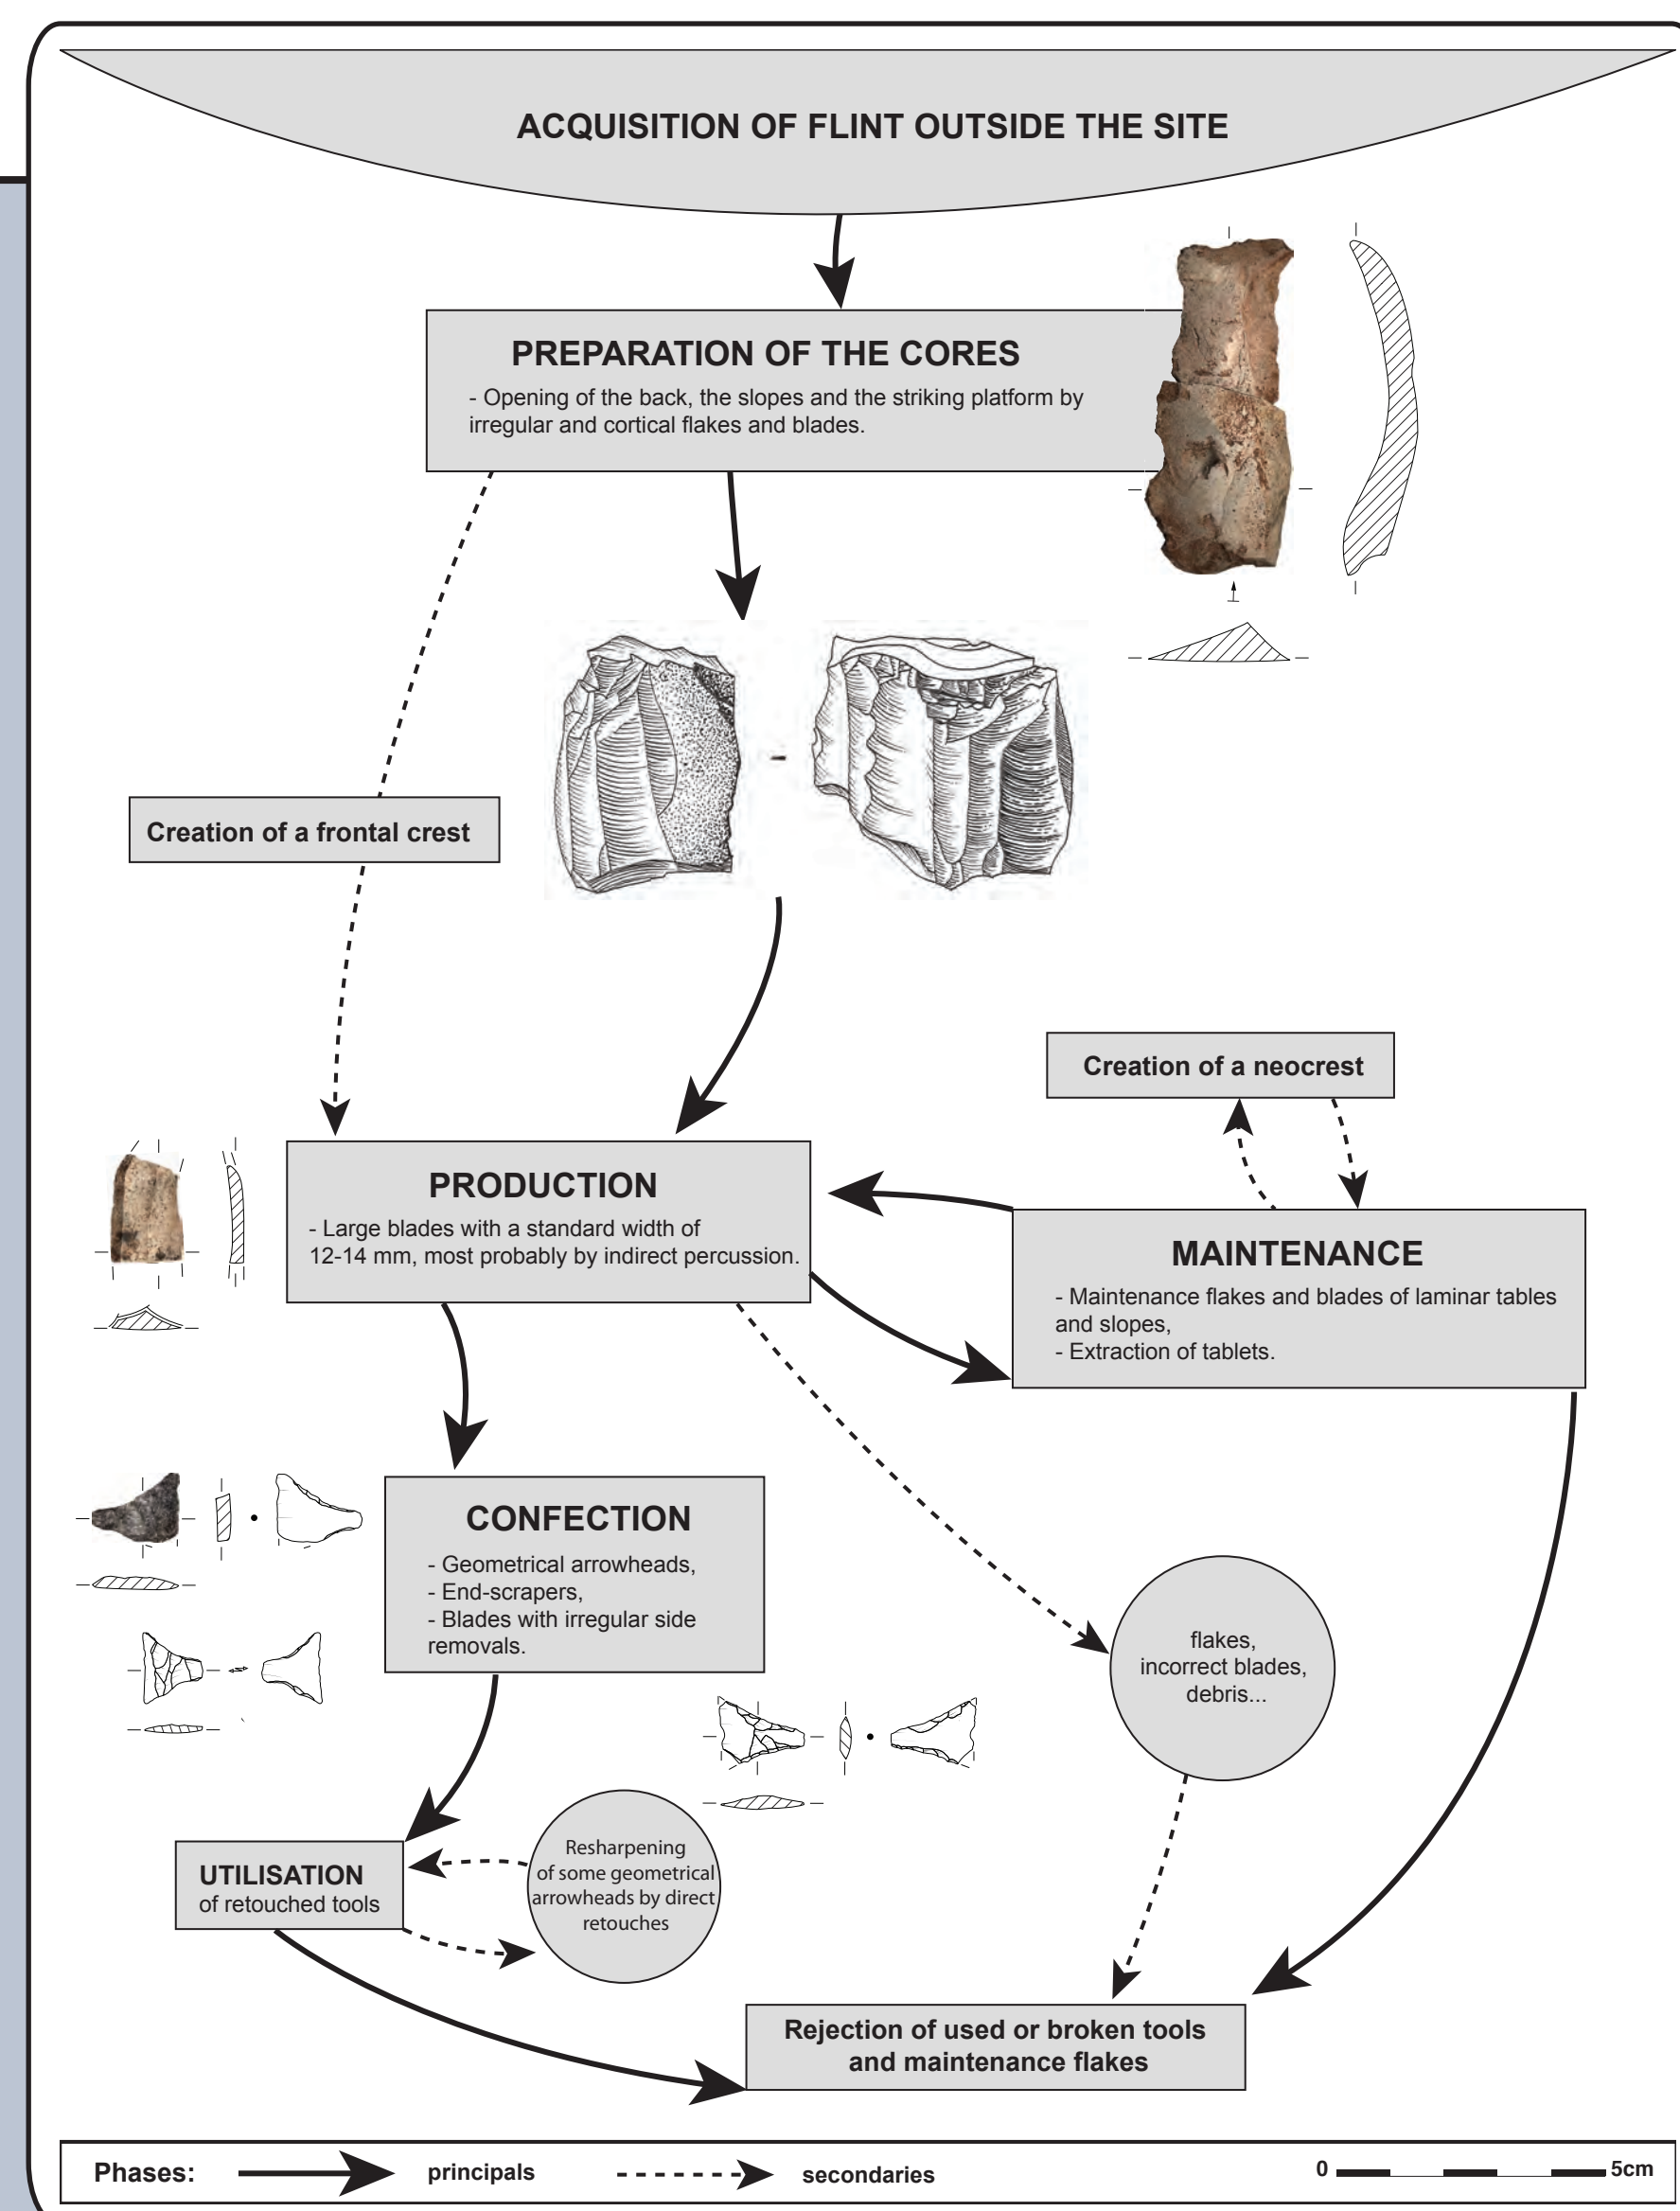 ACQUISITION OF FLINT OUTSIDE THE SITE
PREPARATION OF THE CORES
- Opening of the back, the slopes and the striking platform by
irregular and cortical flakes and blades.
Creation of a frontal crest
Creation of a neocrest
PRODUCTION
- Large blades with a standard width of
12-14 mm, most probably by indirect percussion.
MAINTENANCE
- Maintenance flakes and blades of laminar tables
and slopes,
- Extraction of tablets.
CONFECTION
- Geometrical arrowheads,
- End-scrapers,
- Blades with irregular side
removals.
flakes,
incorrect blades,
debris...
UTILISATION
of retouched tools
Resharpening
of some geometrical
arrowheads by direct
retouches
Rejection of used or broken tools
and maintenance flakes
Phases:
principals
secondaries
0
5cm